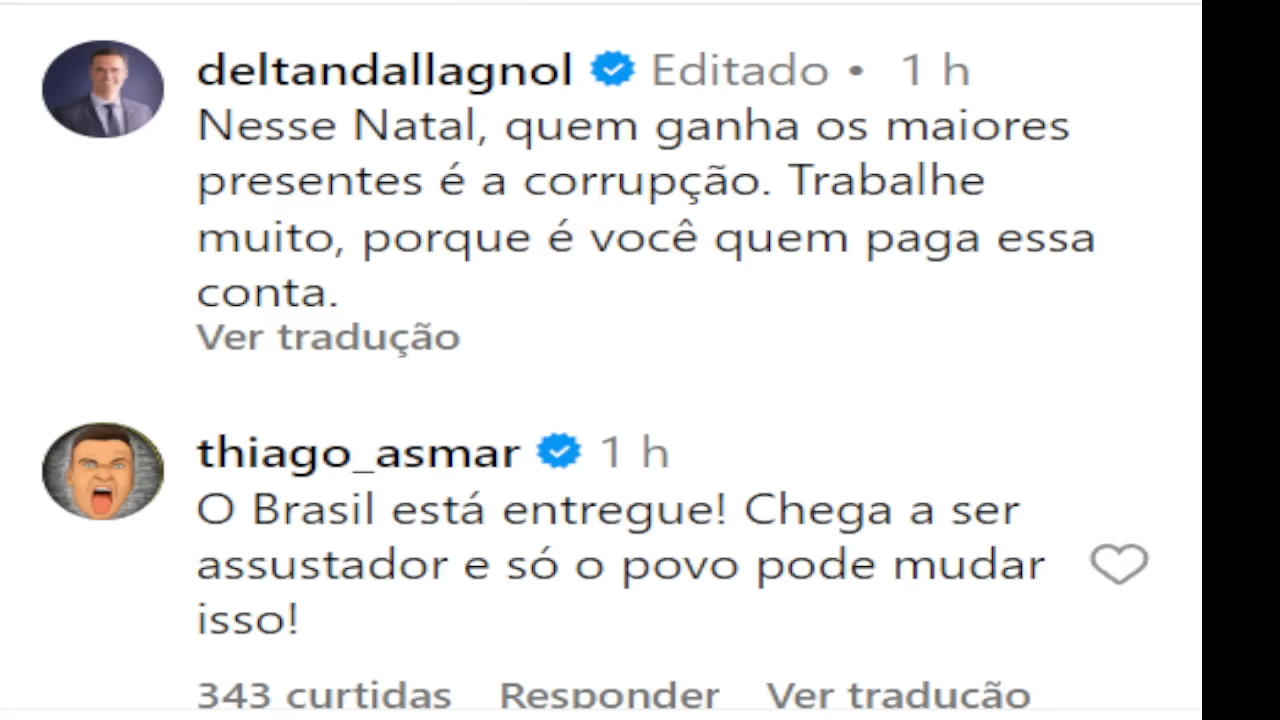 deltandallagnol Editado • 1 h
Nesse Natal, quem ganha os maiores
presentes é a corrupção. Trabalhe
muito, porque é você quem paga essa
conta.
Ver tradução
thiago_asmar 1 h
O Brasil está entregue! Chega a ser
assustador e só o povo pode mudar
isso!
343 curtidas Responder Ver tradução